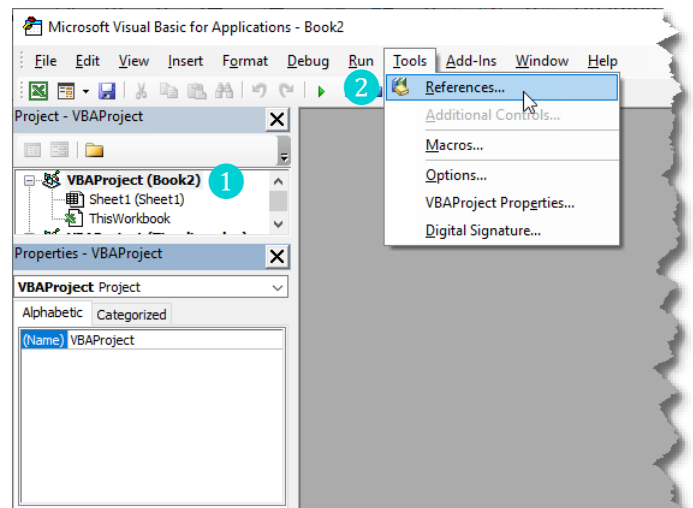 Microsoft Visual Basic for Applications - Book2
File Edit View Insert Format Debug Run Tools Add-Ins Window Help
2
References...
Additional Controls...
Macros...
Options...
VBAProject Properties...
Digital Signature...
Project - VBAProject
VBAProject (Book2) 1
Sheet1 (Sheet1)
ThisWorkbook
Properties - VBAProject
VBAProject Project
Alphabetic Categorized
(Name) VBAProject